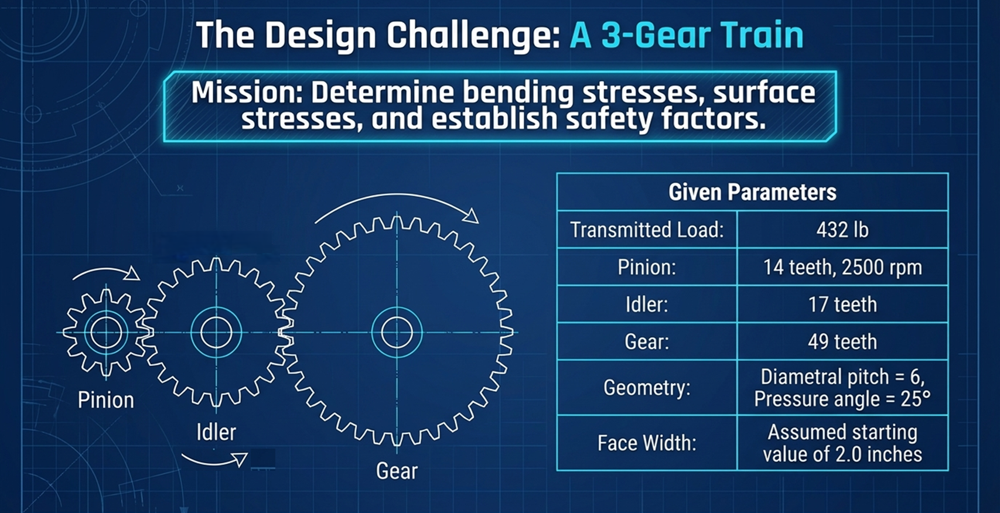 The Design Challenge: A 3-Gear Train
Mission: Determine bending stresses, surface
stresses, and establish safety factors.
Pinion
Idler
Gear
Given Parameters
Transmitted Load: 432 lb
Pinion: 14 teeth, 2500 rpm
Idler: 17 teeth
Gear: 49 teeth
Geometry: Diametral pitch = 6,
Pressure angle = 25°
Face Width: Assumed starting
value of 2.0 inches